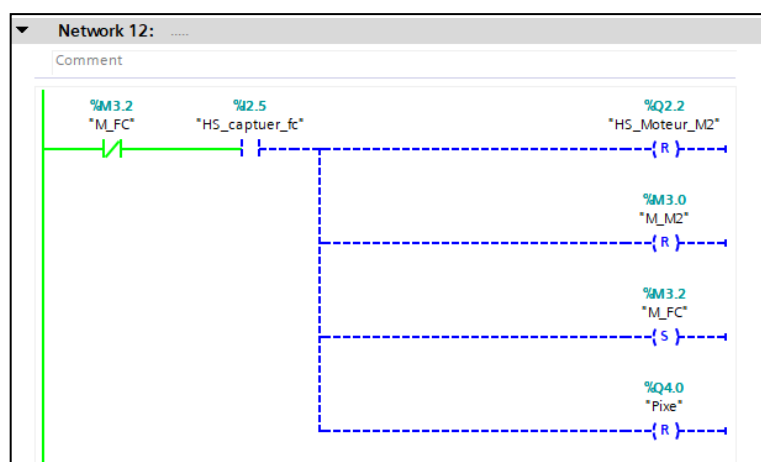 Network 12: .....
Comment
%M3.2 %I2.5 %Q2.2
"M_FC" "HS_captuer_fc" "HS_Moteur_M2"
R
%M3.0
"M_M2"
R
%M3.2
"M_FC"
S
%Q4.0
"Pixe"
R